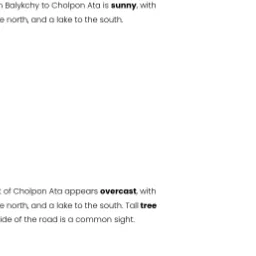 n Balykchy to Cholpon Ata is sunny, with
e north, and a lake to the south.
t of Cholpon Ata appears overcast, with
e north, and a lake to the south. Tall tree
ide of the road is a common sight.